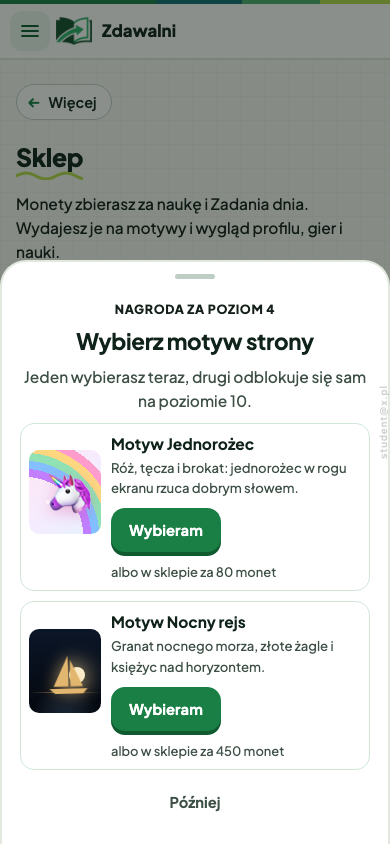 Zdawalni
Więcej
Sklep
Monety zbierasz za naukę i Zadania dnia.
Wydajesz je na motywy i wygląd profilu, gier i
nauki.
NAGRODA ZA POZIOM 4
Wybierz motyw strony
Jeden wybierasz teraz, drugi odblokuje się sam
na poziomie 10.
student@x.pl
Motyw Jednorożec
Róż, tęcza i brokat: jednorożec w rogu
ekranu rzuca dobrym słowem.
Wybieram
albo w sklepie za 80 monet
Motyw Nocny rejs
Granat nocnego morza, złote żagle i
księżyc nad horyzontem.
Wybieram
albo w sklepie za 450 monet
Później